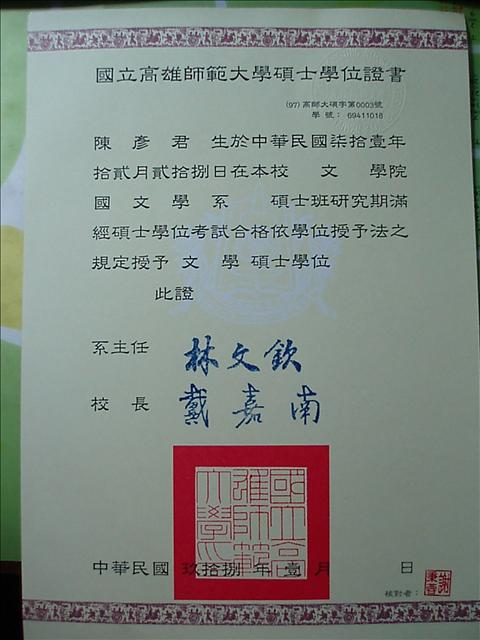 國立高雄師範大學碩士學位證書
(97) 高師大碩字第0003號
學號： 69411018
陳彥君 生於中華民國柒拾壹年
拾貳月貳拾捌日在本校 文 學院
國文學系 碩士班研究期滿
經碩士學位考試合格依學位授予法之
規定授予 文 學 碩士學位
此證
系主任 林文欽
校長 戴嘉南
中華民國 玖拾捌 年 壹 月 日
核對者：